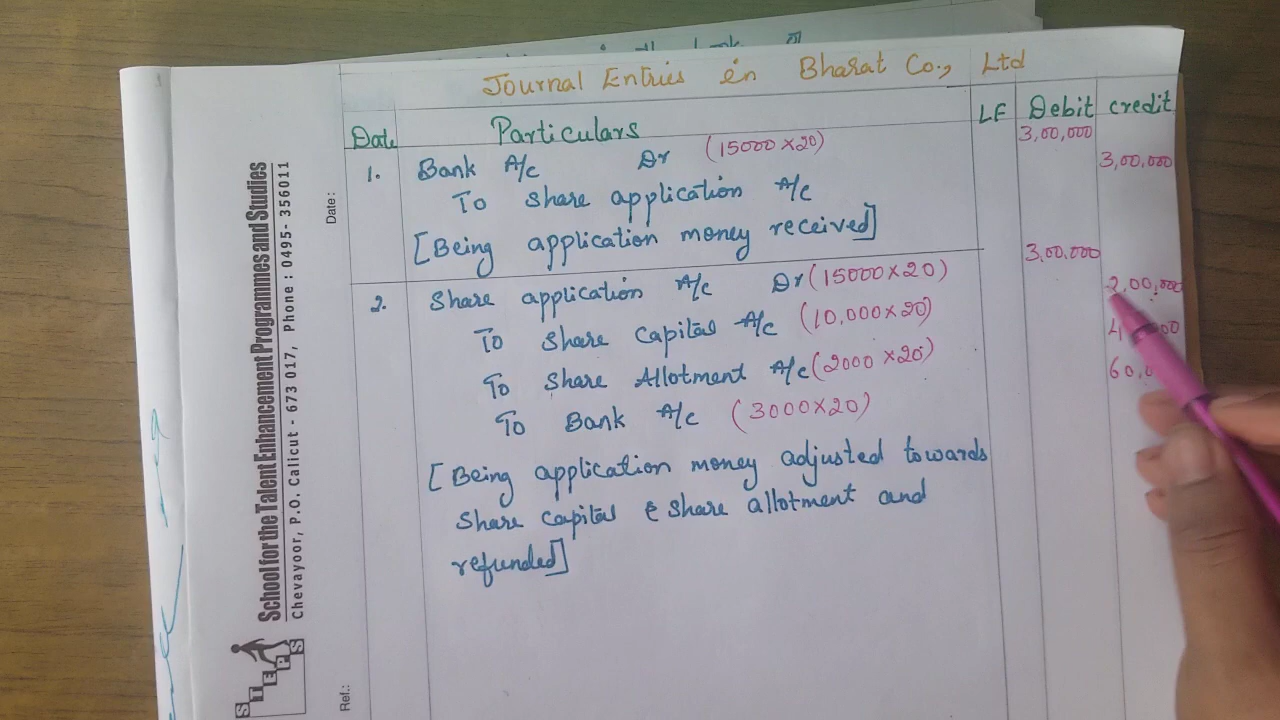 Journal Entries in Bharat Co., Ltd
Date Particulars LF Debit credit
1. Bank A/c Dr (15000 x 20) 3,00,000
To share application A/c 3,00,000
[Being application money received]
2. Share application A/c Dr (15000 x 20) 3,00,000
To Share Capital A/c (10,000 x 20) 2,00,000
To Share Allotment A/c (2000 x 20)
To Bank A/c (3000 x 20)
[Being application money adjusted towards
Share capital & share allotment and
refunded]
School for the Talent Enhancement Programmes and Studies
Chevayoor, P.O. Calicut - 673 017, Phone : 0495- 356011
STEPS
Date:
Ref.: